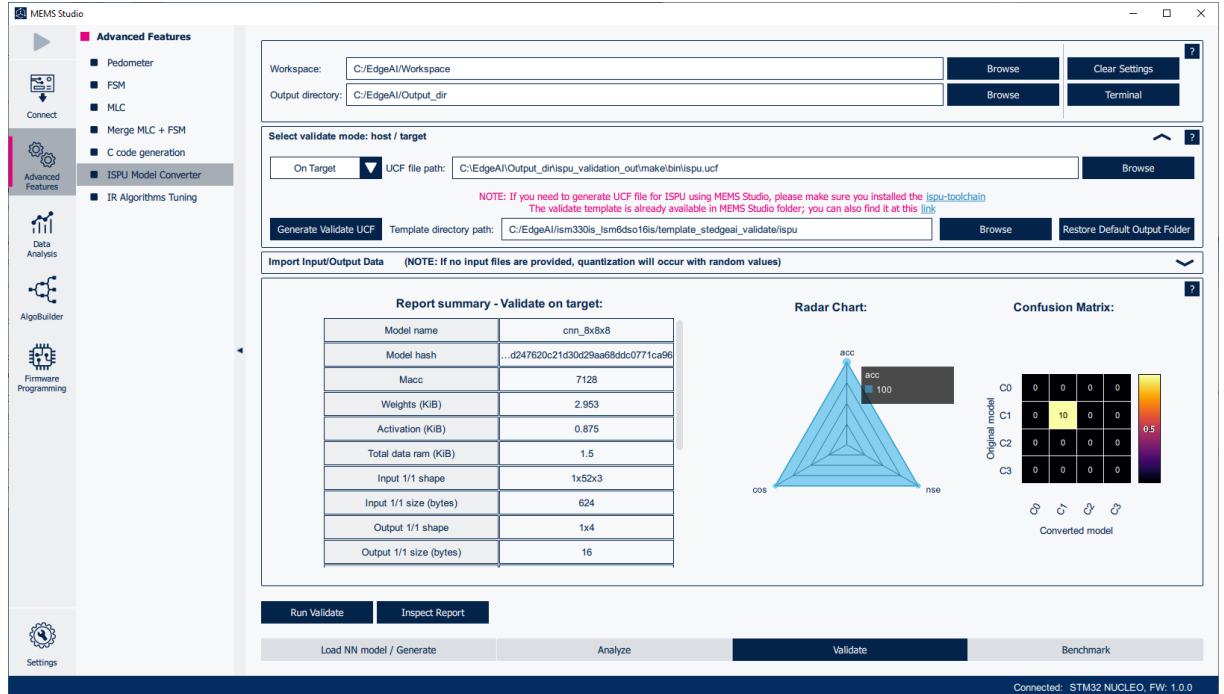 MEMS Studio
Connect
Advanced
Features
Data
Analysis
AlgoBuilder
Firmware
Programming
Settings
Advanced Features
Pedometer
FSM
MLC
Merge MLC + FSM
C code generation
ISPU Model Converter
IR Algorithms Tuning
?
Workspace: C:/EdgeAI/Workspace Browse Clear Settings
Output directory: C:/EdgeAI/Output_dir Browse Terminal
Select validate mode: host / target ?
On Target UCF file path: C:\EdgeAI\Output_dir\ispu_validation_out\make\bin\ispu.ucf Browse
NOTE: If you need to generate UCF file for ISPU using MEMS Studio, please make sure you installed the ispu-toolchain
The validate template is already available in MEMS Studio folder; you can also find it at this link
Generate Validate UCF Template directory path: C:/EdgeAI/ism330is_lsm6dso16is/template_stedgeai_validate/ispu Browse Restore Default Output Folder
Import Input/Output Data (NOTE: If no input files are provided, quantization will occur with random values)
?
Report summary - Validate on target:
Model name cnn_8x8x8
Model hash ...d247620c21d30d29aa68ddc0771ca96
Macc 7128
Weights (KiB) 2.953
Activation (KiB) 0.875
Total data ram (KiB) 1.5
Input 1/1 shape 1x52x3
Input 1/1 size (bytes) 624
Output 1/1 shape 1x4
Output 1/1 size (bytes) 16
Radar Chart:
acc
acc
100
cos nse
Confusion Matrix:
Original model
C0 0 0 0 0
C1 0 10 0 0
C2 0 0 0 0
C3 0 0 0 0
0.5
C0 C1 C2 C3
Converted model
Run Validate Inspect Report
Load NN model / Generate Analyze Validate Benchmark
Connected: STM32 NUCLEO, FW: 1.0.0